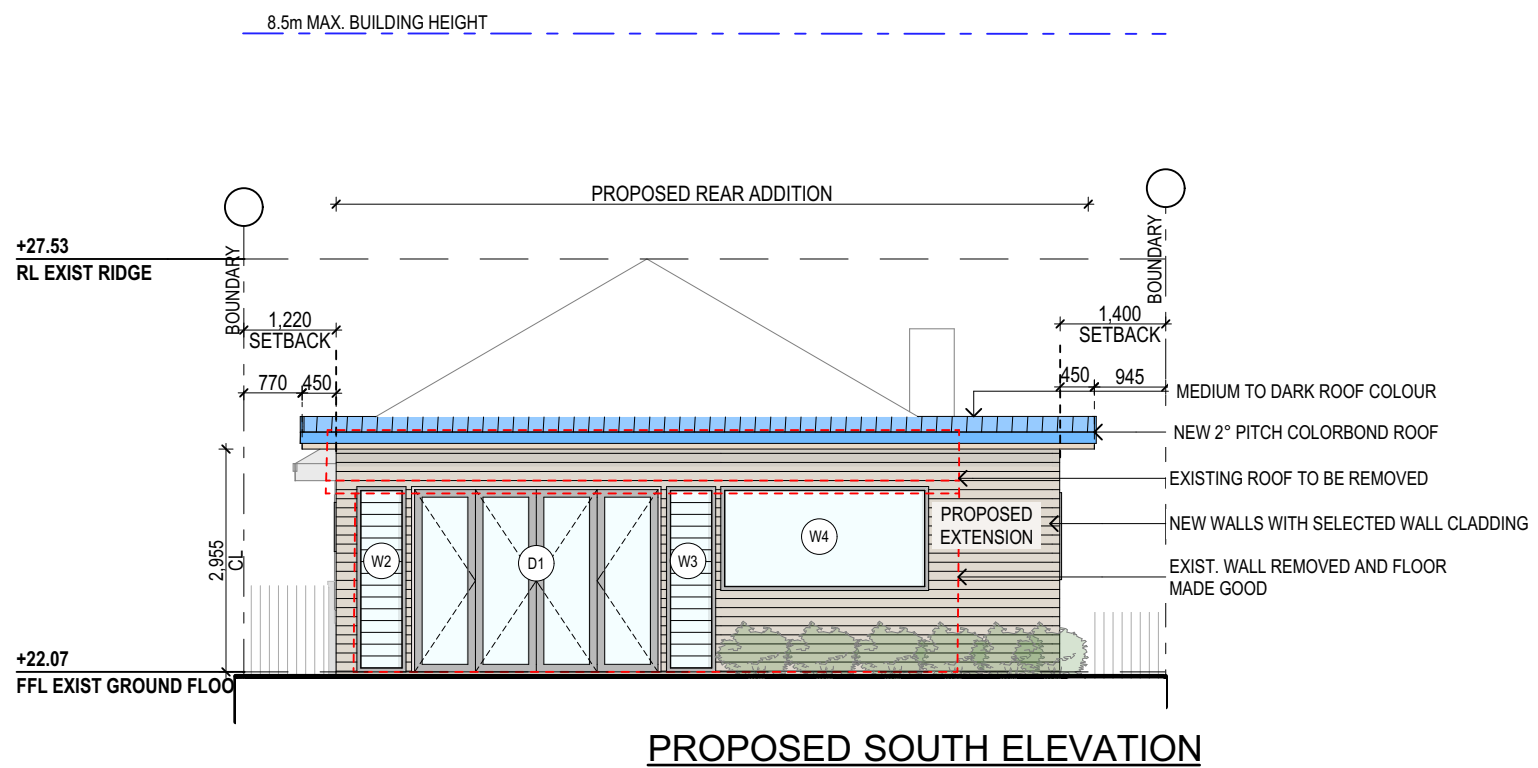 8.5m MAX. BUILDING HEIGHT
PROPOSED REAR ADDITION
+27.53
RL EXIST RIDGE
BOUNDARY
BOUNDARY
1,220
SETBACK
1,400
SETBACK
770
450
450
945
MEDIUM TO DARK ROOF COLOUR
NEW 2° PITCH COLORBOND ROOF
EXISTING ROOF TO BE REMOVED
PROPOSED
EXTENSION
NEW WALLS WITH SELECTED WALL CLADDING
W4
W2
D1
W3
2,955
CL
EXIST. WALL REMOVED AND FLOOR
MADE GOOD
+22.07
FFL EXIST GROUND FLOO
PROPOSED SOUTH ELEVATION